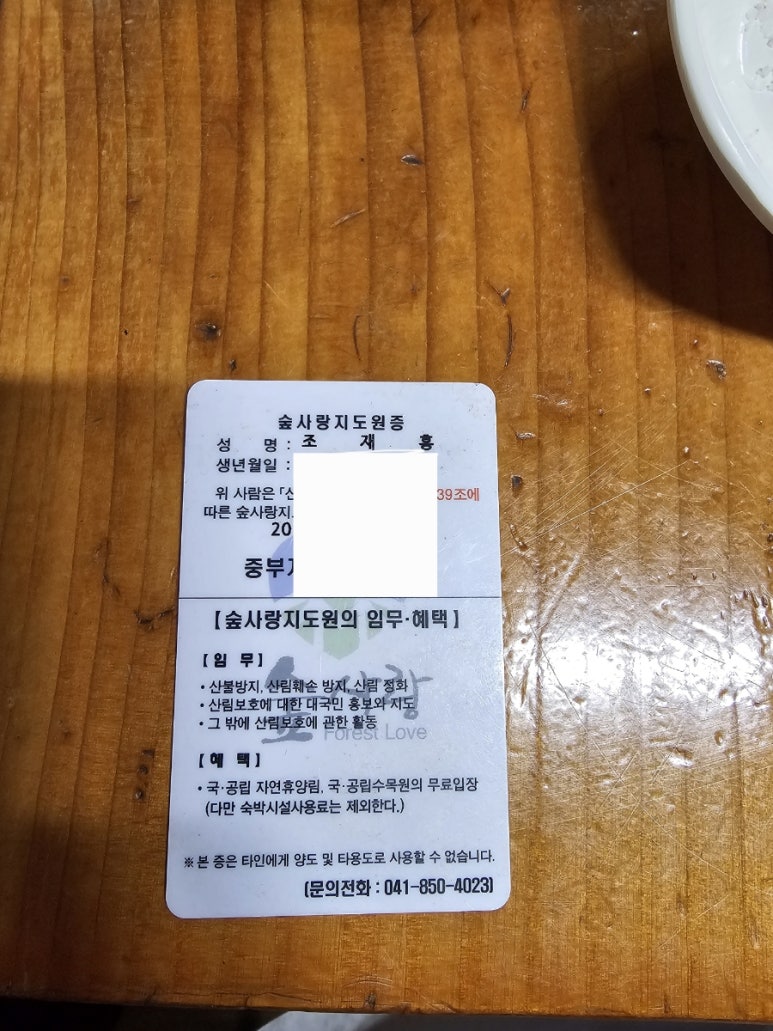 숲사랑지도원증
성 명 : 조 재 홍
생년월일 :
위 사람은 「산 39조에
따른 숲사랑지
20
중부지
【숲사랑지도원의 임무·혜택】
【임 무】
• 산불방지, 산림훼손 방지, 산림 정화
• 산림보호에 대한 대국민 홍보와 지도
• 그 밖에 산림보호에 관한 활동
숲사랑
Forest Love
【혜 택】
• 국·공립 자연휴양림, 국·공립수목원의 무료입장
(다만 숙박시설사용료는 제외한다.)
※ 본 증은 타인에게 양도 및 타용도로 사용할 수 없습니다.
(문의전화 : 041-850-4023)